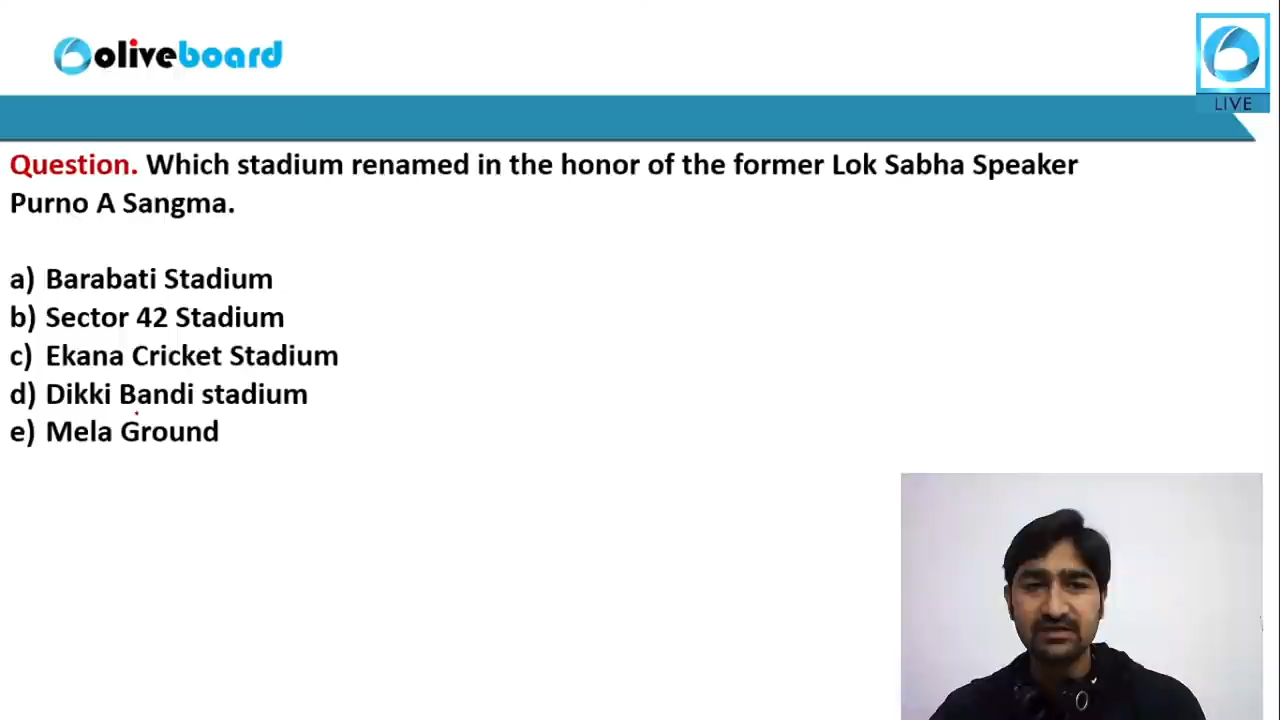 oliveboard
LIVE
Question. Which stadium renamed in the honor of the former Lok Sabha Speaker
Purno A Sangma.
a) Barabati Stadium
b) Sector 42 Stadium
c) Ekana Cricket Stadium
d) Dikki Bandi stadium
e) Mela Ground